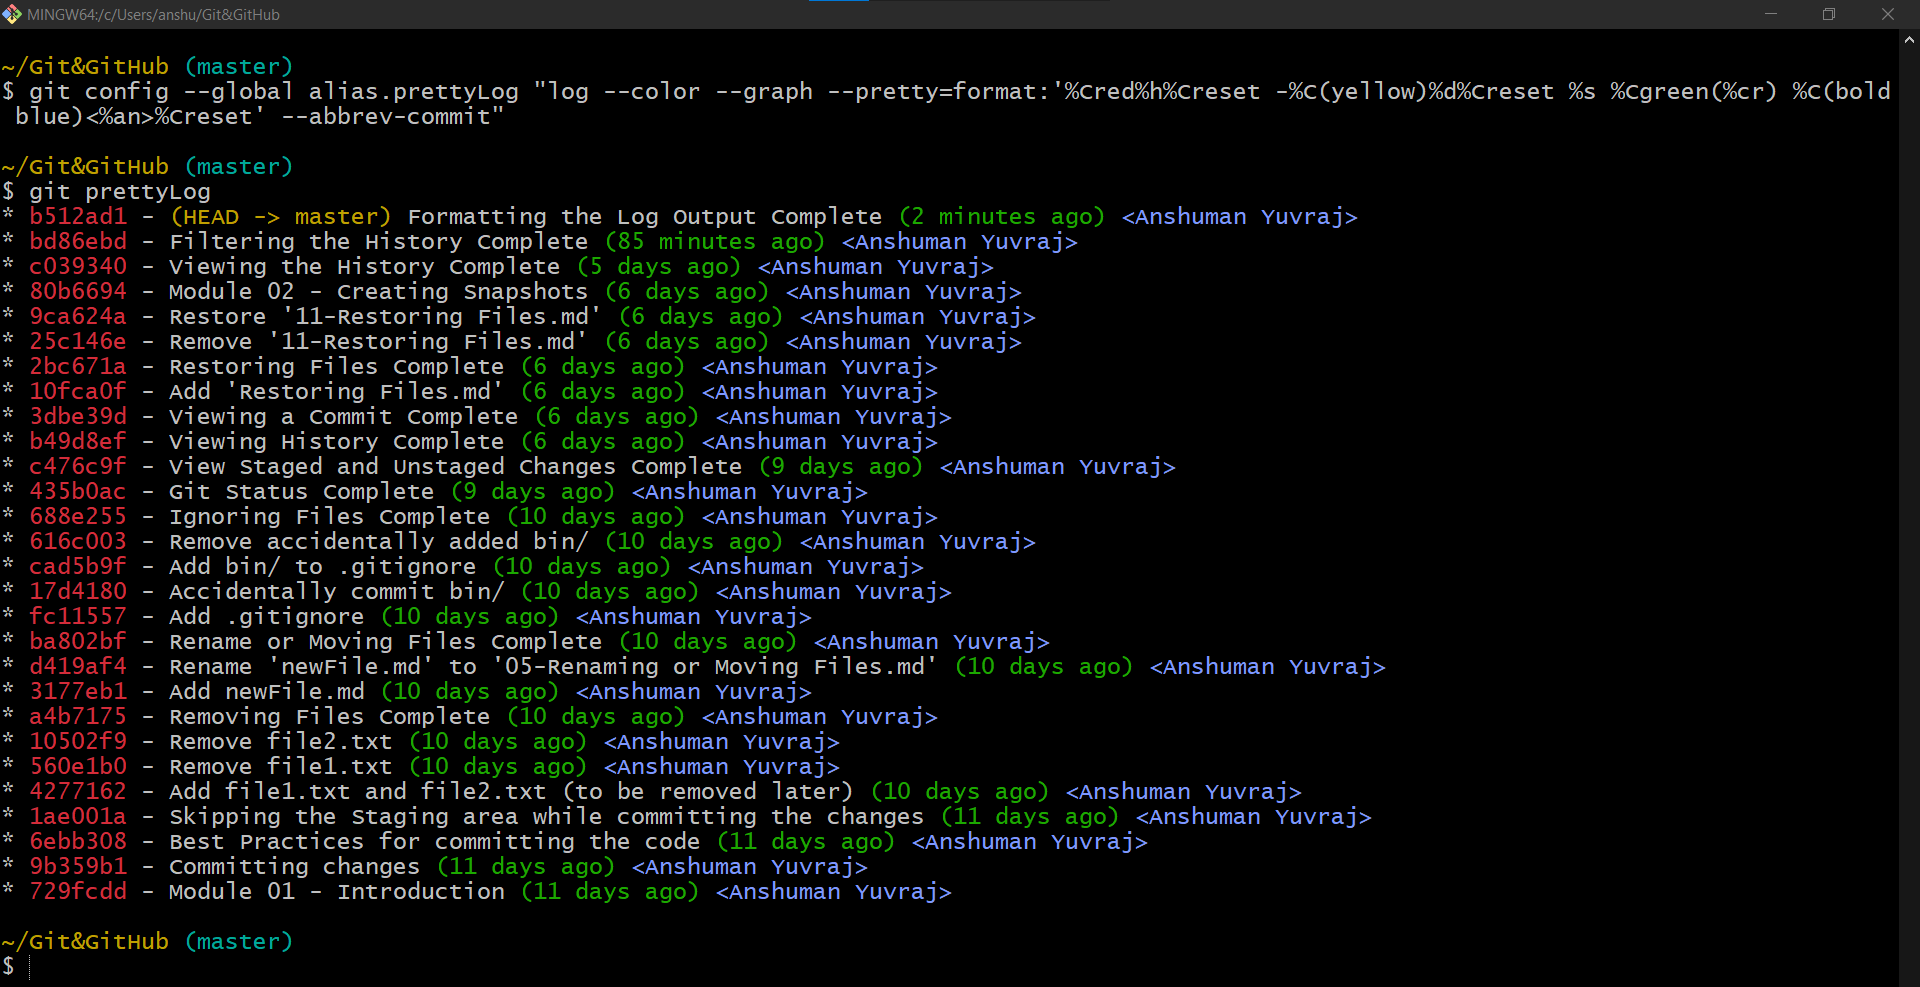 MINGW64:/c/Users/anshu/Git&GitHub
~/Git&GitHub (master)
$ git config --global alias.prettyLog "log --color --graph --pretty=format:'%Cred%h%Creset -%C(yellow)%d%Creset %s %Cgreen(%cr) %C(bold
blue)<%an>%Creset' --abbrev-commit"
~/Git&GitHub (master)
$ git prettyLog
* b512ad1 - (HEAD -> master) Formatting the Log Output Complete (2 minutes ago) <Anshuman Yuvraj>
* bd86ebd - Filtering the History Complete (85 minutes ago) <Anshuman Yuvraj>
* c039340 - Viewing the History Complete (5 days ago) <Anshuman Yuvraj>
* 80b6694 - Module 02 - Creating Snapshots (6 days ago) <Anshuman Yuvraj>
* 9ca624a - Restore '11-Restoring Files.md' (6 days ago) <Anshuman Yuvraj>
* 25c146e - Remove '11-Restoring Files.md' (6 days ago) <Anshuman Yuvraj>
* 2bc671a - Restoring Files Complete (6 days ago) <Anshuman Yuvraj>
* 10fca0f - Add 'Restoring Files.md' (6 days ago) <Anshuman Yuvraj>
* 3dbe39d - Viewing a Commit Complete (6 days ago) <Anshuman Yuvraj>
* b49d8ef - Viewing History Complete (6 days ago) <Anshuman Yuvraj>
* c476c9f - View Staged and Unstaged Changes Complete (9 days ago) <Anshuman Yuvraj>
* 435b0ac - Git Status Complete (9 days ago) <Anshuman Yuvraj>
* 688e255 - Ignoring Files Complete (10 days ago) <Anshuman Yuvraj>
* 616c003 - Remove accidentally added bin/ (10 days ago) <Anshuman Yuvraj>
* cad5b9f - Add bin/ to .gitignore (10 days ago) <Anshuman Yuvraj>
* 17d4180 - Accidentally commit bin/ (10 days ago) <Anshuman Yuvraj>
* fc11557 - Add .gitignore (10 days ago) <Anshuman Yuvraj>
* ba802bf - Rename or Moving Files Complete (10 days ago) <Anshuman Yuvraj>
* d419af4 - Rename 'newFile.md' to '05-Renaming or Moving Files.md' (10 days ago) <Anshuman Yuvraj>
* 3177eb1 - Add newFile.md (10 days ago) <Anshuman Yuvraj>
* a4b7175 - Removing Files Complete (10 days ago) <Anshuman Yuvraj>
* 10502f9 - Remove file2.txt (10 days ago) <Anshuman Yuvraj>
* 560e1b0 - Remove file1.txt (10 days ago) <Anshuman Yuvraj>
* 4277162 - Add file1.txt and file2.txt (to be removed later) (10 days ago) <Anshuman Yuvraj>
* 1ae001a - Skipping the Staging area while committing the changes (11 days ago) <Anshuman Yuvraj>
* 6ebb308 - Best Practices for committing the code (11 days ago) <Anshuman Yuvraj>
* 9b359b1 - Committing changes (11 days ago) <Anshuman Yuvraj>
* 729fcdd - Module 01 - Introduction (11 days ago) <Anshuman Yuvraj>
~/Git&GitHub (master)
$